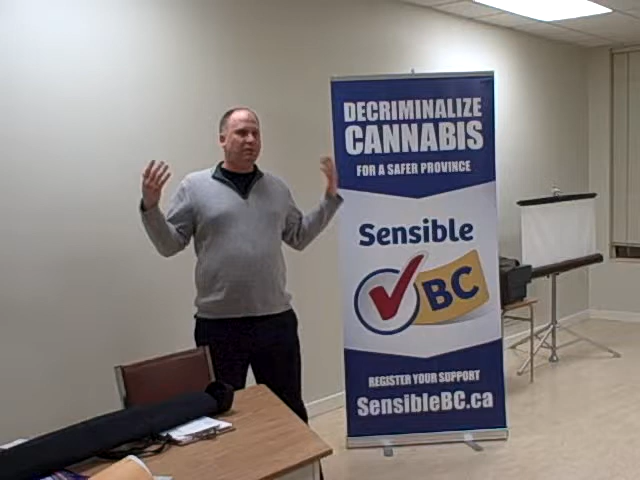 DECRIMINALIZE
CANNABIS
FOR A SAFER PROVINCE
Sensible
BC
REGISTER YOUR SUPPORT
SensibleBC.ca